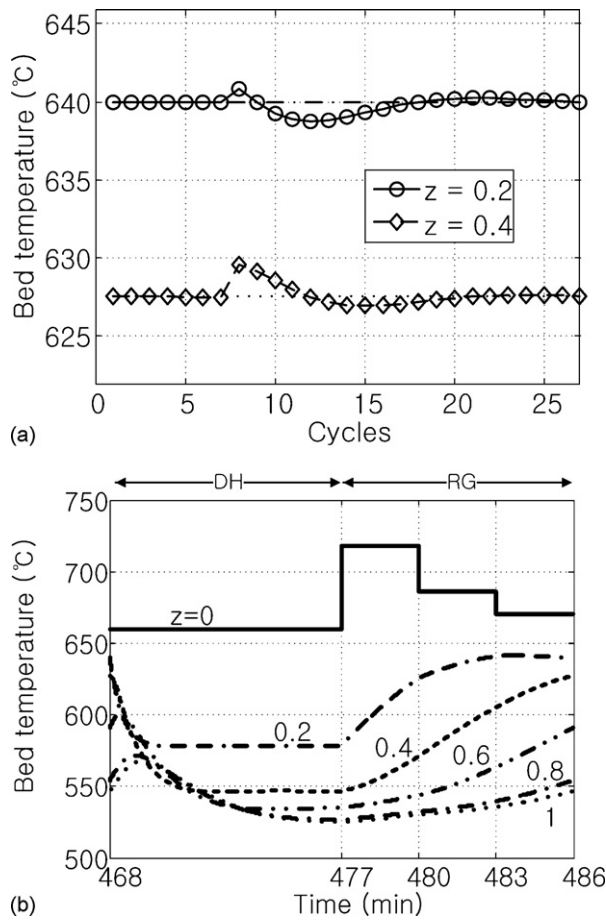 645
640
635
630
625
Bed temperature (℃)
z = 0.2
z = 0.4
0 5 10 15 20 25
Cycles
(a)
DH RG
750
700
650
600
550
500
Bed temperature (℃)
z=0
0.2
0.4
0.6
0.8
1
468 477 480 483 486
Time (min)
(b)